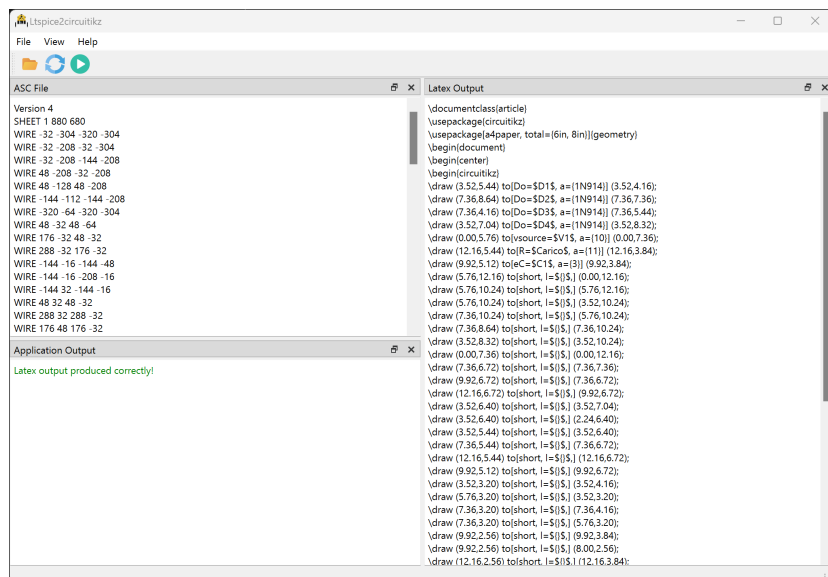 Ltspice2circuitikz
File View Help
ASC File
Version 4
SHEET 1 880 680
WIRE -32 -304 -320 -304
WIRE -32 -208 -32 -304
WIRE -32 -208 -144 -208
WIRE 48 -208 -32 -208
WIRE 48 -128 48 -208
WIRE -144 -112 -144 -208
WIRE -320 -64 -320 -304
WIRE 48 -32 48 -64
WIRE 176 -32 48 -32
WIRE 288 -32 176 -32
WIRE -144 -16 -144 -48
WIRE -144 -16 -208 -16
WIRE -144 32 -144 -16
WIRE 48 32 48 -32
WIRE 288 32 288 -32
WIRE 176 48 176 -32
Application Output
Latex output produced correctly!
Latex Output
\documentclass{article}
\usepackage{circuitikz}
\usepackage[a4paper, total={6in, 8in}]{geometry}
\begin{document}
\begin{center}
\begin{circuitikz}
\draw (3.52,5.44) to[Do=$D1$, a={1N914}] (3.52,4.16);
\draw (7.36,8.64) to[Do=$D2$, a={1N914}] (7.36,7.36);
\draw (7.36,4.16) to[Do=$D3$, a={1N914}] (7.36,5.44);
\draw (3.52,7.04) to[Do=$D4$, a={1N914}] (3.52,8.32);
\draw (0.00,5.76) to[vsource=$V1$, a={10}] (0.00,7.36);
\draw (12.16,5.44) to[R=$Carico$, a={11}] (12.16,3.84);
\draw (9.92,5.12) to[eC=$C1$, a={3}] (9.92,3.84);
\draw (5.76,12.16) to[short, l=${}$,] (0.00,12.16);
\draw (5.76,10.24) to[short, l=${}$,] (5.76,12.16);
\draw (5.76,10.24) to[short, l=${}$,] (3.52,10.24);
\draw (7.36,10.24) to[short, l=${}$,] (5.76,10.24);
\draw (7.36,8.64) to[short, l=${}$,] (7.36,10.24);
\draw (3.52,8.32) to[short, l=${}$,] (3.52,10.24);
\draw (0.00,7.36) to[short, l=${}$,] (0.00,12.16);
\draw (7.36,6.72) to[short, l=${}$,] (7.36,7.36);
\draw (9.92,6.72) to[short, l=${}$,] (7.36,6.72);
\draw (12.16,6.72) to[short, l=${}$,] (9.92,6.72);
\draw (3.52,6.40) to[short, l=${}$,] (3.52,7.04);
\draw (3.52,6.40) to[short, l=${}$,] (2.24,6.40);
\draw (3.52,5.44) to[short, l=${}$,] (3.52,6.40);
\draw (7.36,5.44) to[short, l=${}$,] (7.36,6.72);
\draw (12.16,5.44) to[short, l=${}$,] (12.16,6.72);
\draw (9.92,5.12) to[short, l=${}$,] (9.92,6.72);
\draw (3.52,3.20) to[short, l=${}$,] (3.52,4.16);
\draw (5.76,3.20) to[short, l=${}$,] (3.52,3.20);
\draw (7.36,3.20) to[short, l=${}$,] (7.36,4.16);
\draw (7.36,3.20) to[short, l=${}$,] (5.76,3.20);
\draw (9.92,2.56) to[short, l=${}$,] (9.92,3.84);
\draw (9.92,2.56) to[short, l=${}$,] (8.00,2.56);
\draw (12.16,2.56) to[short, l=${}$,] (12.16,3.84);